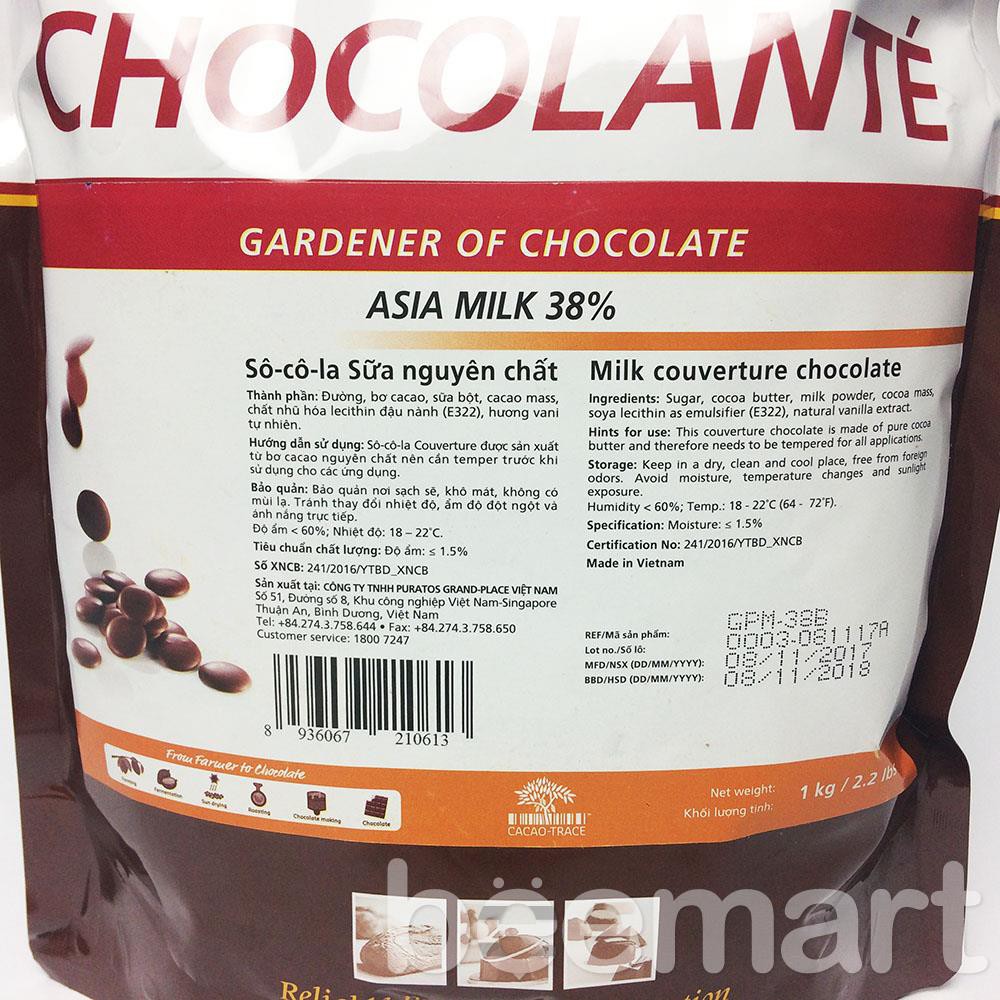 CHOCOLANTÉ
GARDENER OF CHOCOLATE
ASIA MILK 38%
Sô-cô-la Sữa nguyên chất
Thành phần: Đường, bơ cacao, sữa bột, cacao mass,
chất nhũ hóa lecithin đậu nành (E322), hương vani
tự nhiên.
Hướng dẫn sử dụng: Sô-cô-la Couverture được sản xuất
từ bơ cacao nguyên chất nên cần temper trước khi
sử dụng cho các ứng dụng.
Bảo quản: Bảo quản nơi sạch sẽ, khô mát, không có
mùi lạ. Tránh thay đổi nhiệt độ, ẩm độ đột ngột và
ánh nắng trực tiếp.
Độ ẩm < 60%; Nhiệt độ: 18 – 22°C.
Tiêu chuẩn chất lượng: Độ ẩm: ≤ 1.5%
Số XNCB: 241/2016/YTBD_XNCB
Sản xuất tại: CÔNG TY TNHH PURATOS GRAND-PLACE VIỆT NAM
Số 51, Đường số 8, Khu công nghiệp Việt Nam-Singapore
Thuận An, Bình Dương, Việt Nam
Tel: +84.274.3.758.644 • Fax: +84.274.3.758.650
Customer service: 1800 7247
8 936067 210613
Milk couverture chocolate
Ingredients: Sugar, cocoa butter, milk powder, cocoa mass,
soya lecithin as emulsifier (E322), natural vanilla extract.
Hints for use: This couverture chocolate is made of pure cocoa
butter and therefore needs to be tempered for all applications.
Storage: Keep in a dry, clean and cool place, free from foreign
odors. Avoid moisture, temperature changes and sunlight
exposure.
Humidity < 60%; Temp.: 18 - 22°C (64 - 72°F).
Specification: Moisture: ≤ 1.5%
Certification No: 241/2016/YTBD_XNCB
Made in Vietnam
REF/Mã sản phẩm: GPM-38B
Lot no./Số lô: 0003-081117A
MFD/NSX (DD/MM/YYYY): 08/11/2017
BBD/HSD (DD/MM/YYYY): 08/11/2018
From Farmer to Chocolate
Fermentation
Sun drying
Roasting
Chocolate making
Chocolate
CACAO-TRACE
Net weight:
Khối lượng tịnh:
1 kg / 2.2 lbs
beemart